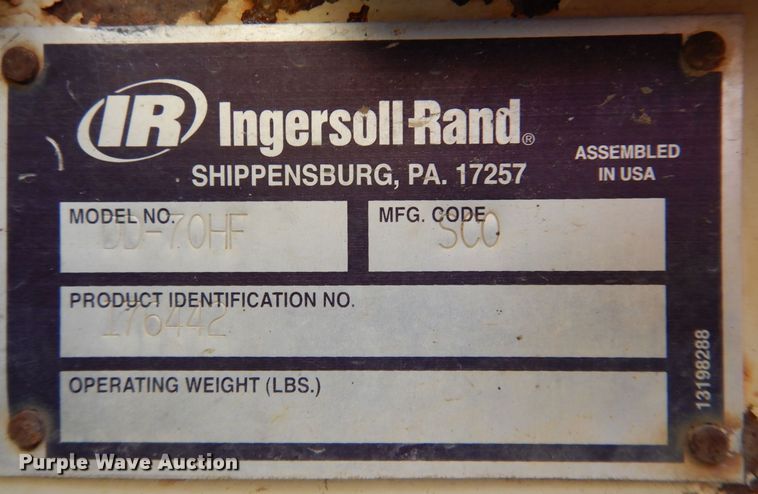 IR Ingersoll-Rand®
SHIPPENSBURG, PA. 17257
ASSEMBLED
IN USA
MODEL NO.
DD-70HF
MFG. CODE
SCO
PRODUCT IDENTIFICATION NO.
176442
OPERATING WEIGHT (LBS.)
13198288
Purple Wave Auction